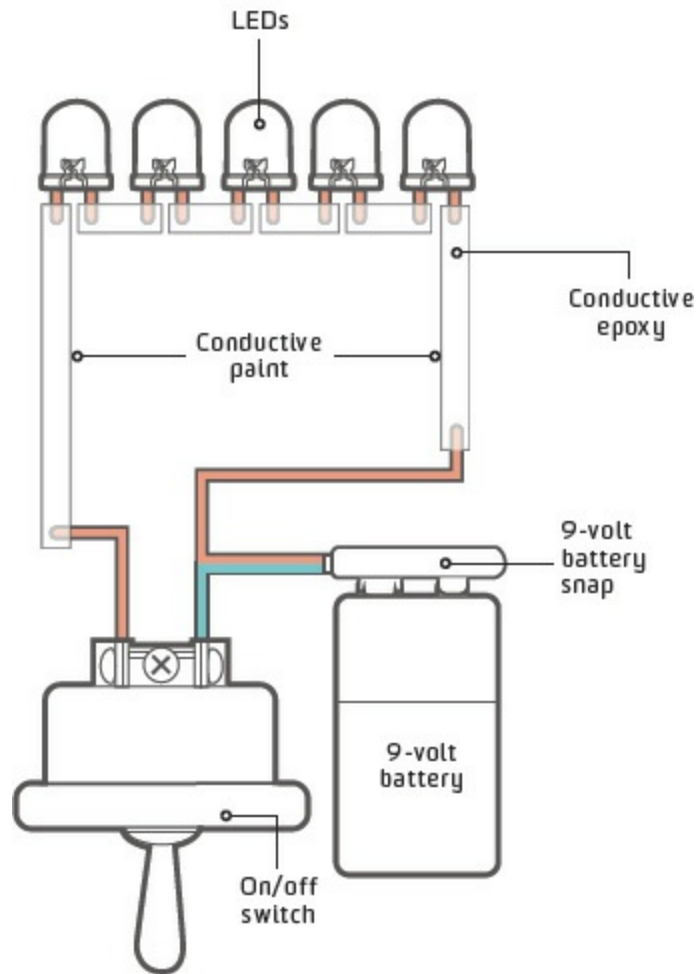 LEDs
Conductive
epoxy
Conductive
paint
9-volt
battery
snap
9-volt
battery
On/off
switch